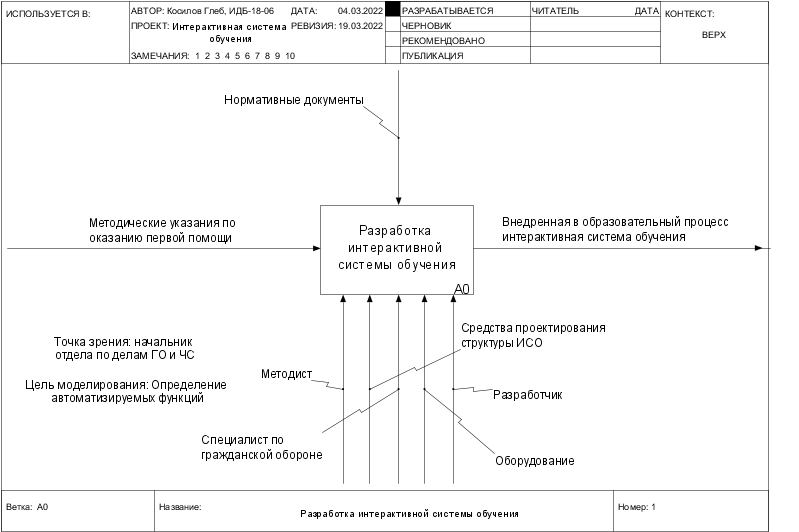 ИСПОЛЬЗУЕТСЯ В:
АВТОР: Косилов Глеб, ИДБ-18-06 ДАТА: 04.03.2022
ПРОЕКТ: Интерактивная система обучения РЕВИЗИЯ: 19.03.2022
ЗАМЕЧАНИЯ: 1 2 3 4 5 6 7 8 9 10
РАЗРАБАТЫВАЕТСЯ
ЧЕРНОВИК
РЕКОМЕНДОВАНО
ПУБЛИКАЦИЯ
ЧИТАТЕЛЬ ДАТА
КОНТЕКСТ:
ВЕРХ
Нормативные документы
Методические указания по
оказанию первой помощи
Разработка
интерактивной
системы обучения
A0
Внедренная в образовательный процесс
интерактивная система обучения
Точка зрения: начальник
отдела по делам ГО и ЧС
Цель моделирования: Определение
автоматизируемых функций
Методист
Средства проектирования
структуры ИСО
Разработчик
Специалист по
гражданской обороне
Оборудование
Ветка: A0
Название:
Разработка интерактивной системы обучения
Номер: 1